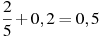 2/5 + 0,2 = 0,5